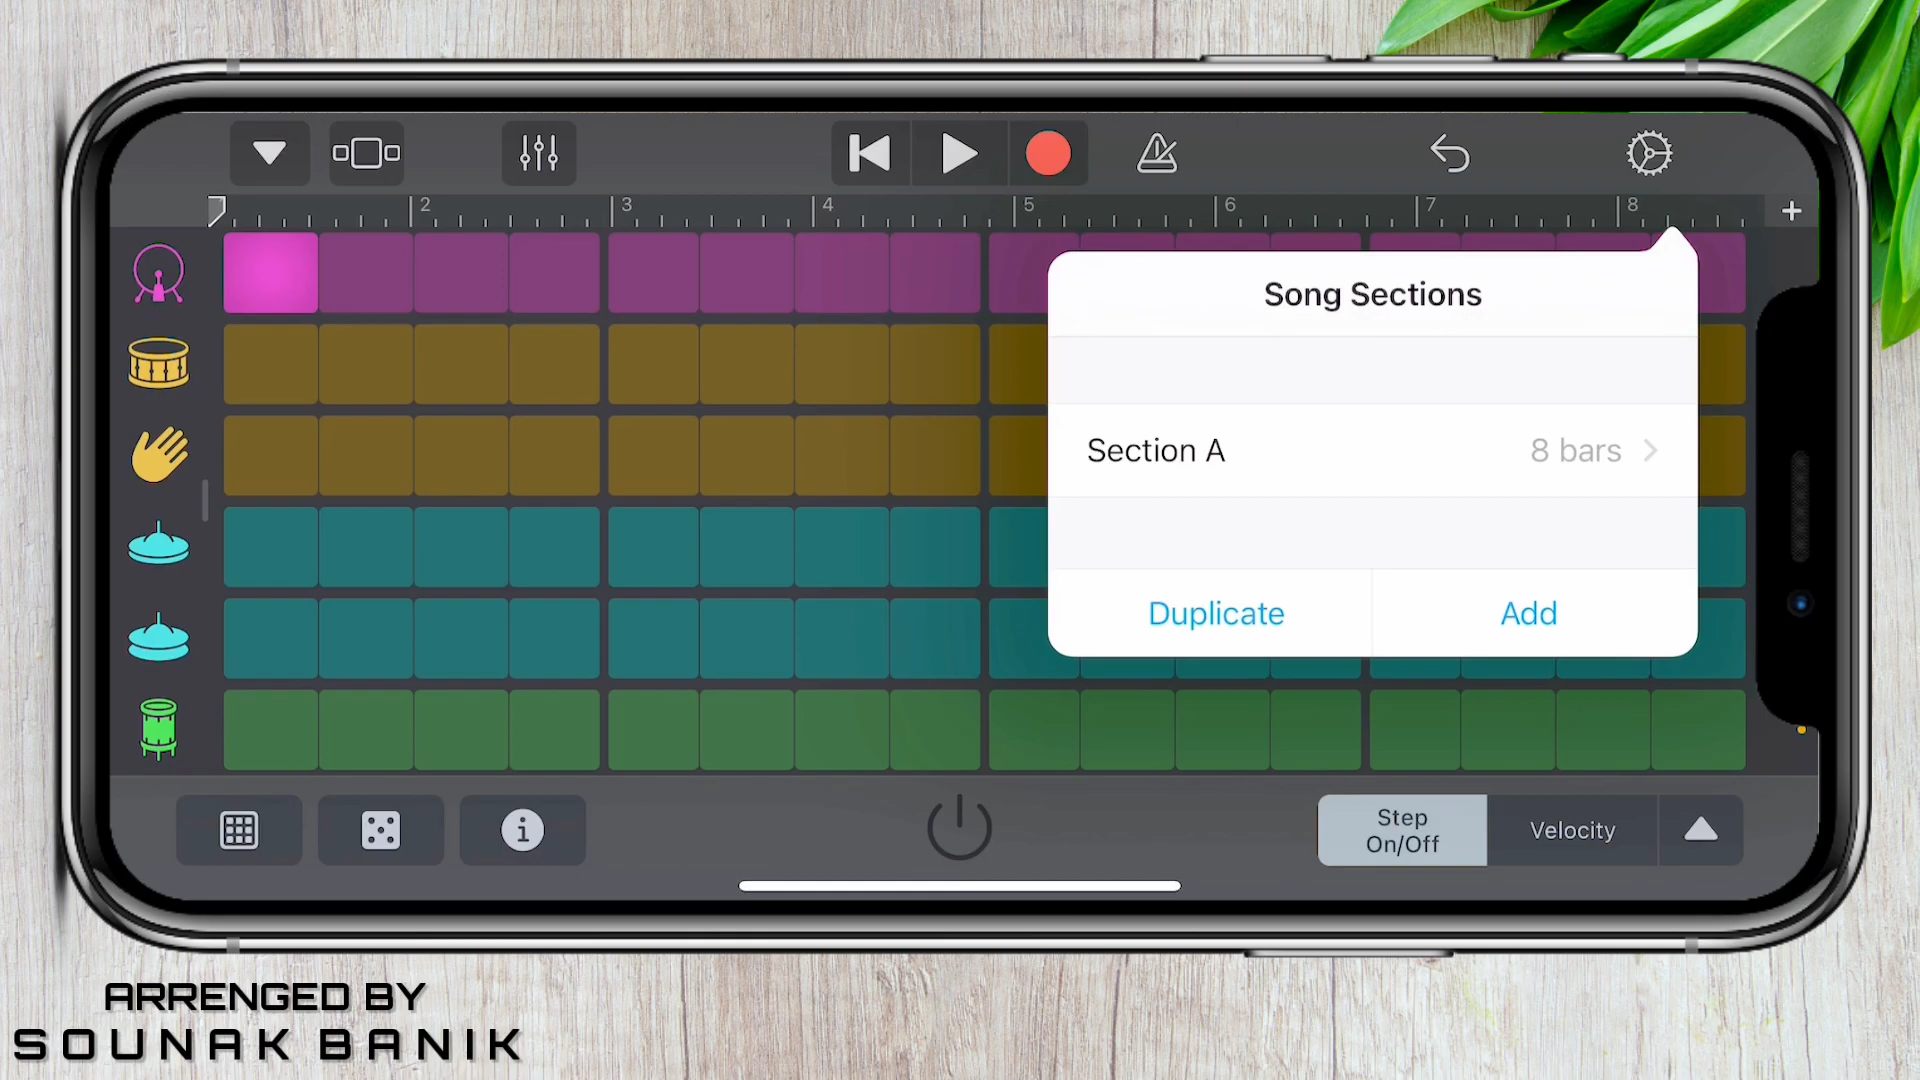 2
3
4
5
6
7
8
Song Sections
Section A
8 bars
Duplicate
Add
Step
On/Off
Velocity
ARRENGED BY
SOUNAK BANIK